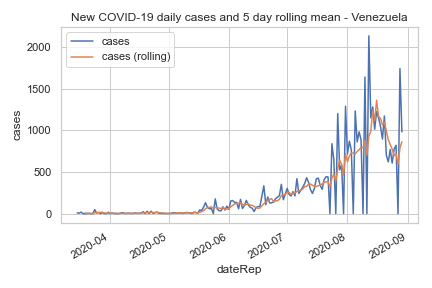 New COVID-19 daily cases and 5 day rolling mean - Venezuela
cases
cases (rolling)
2000
1500
1000
500
0
cases
2020-04
2020-05
2020-06
2020-07
2020-08
2020-09
dateRep